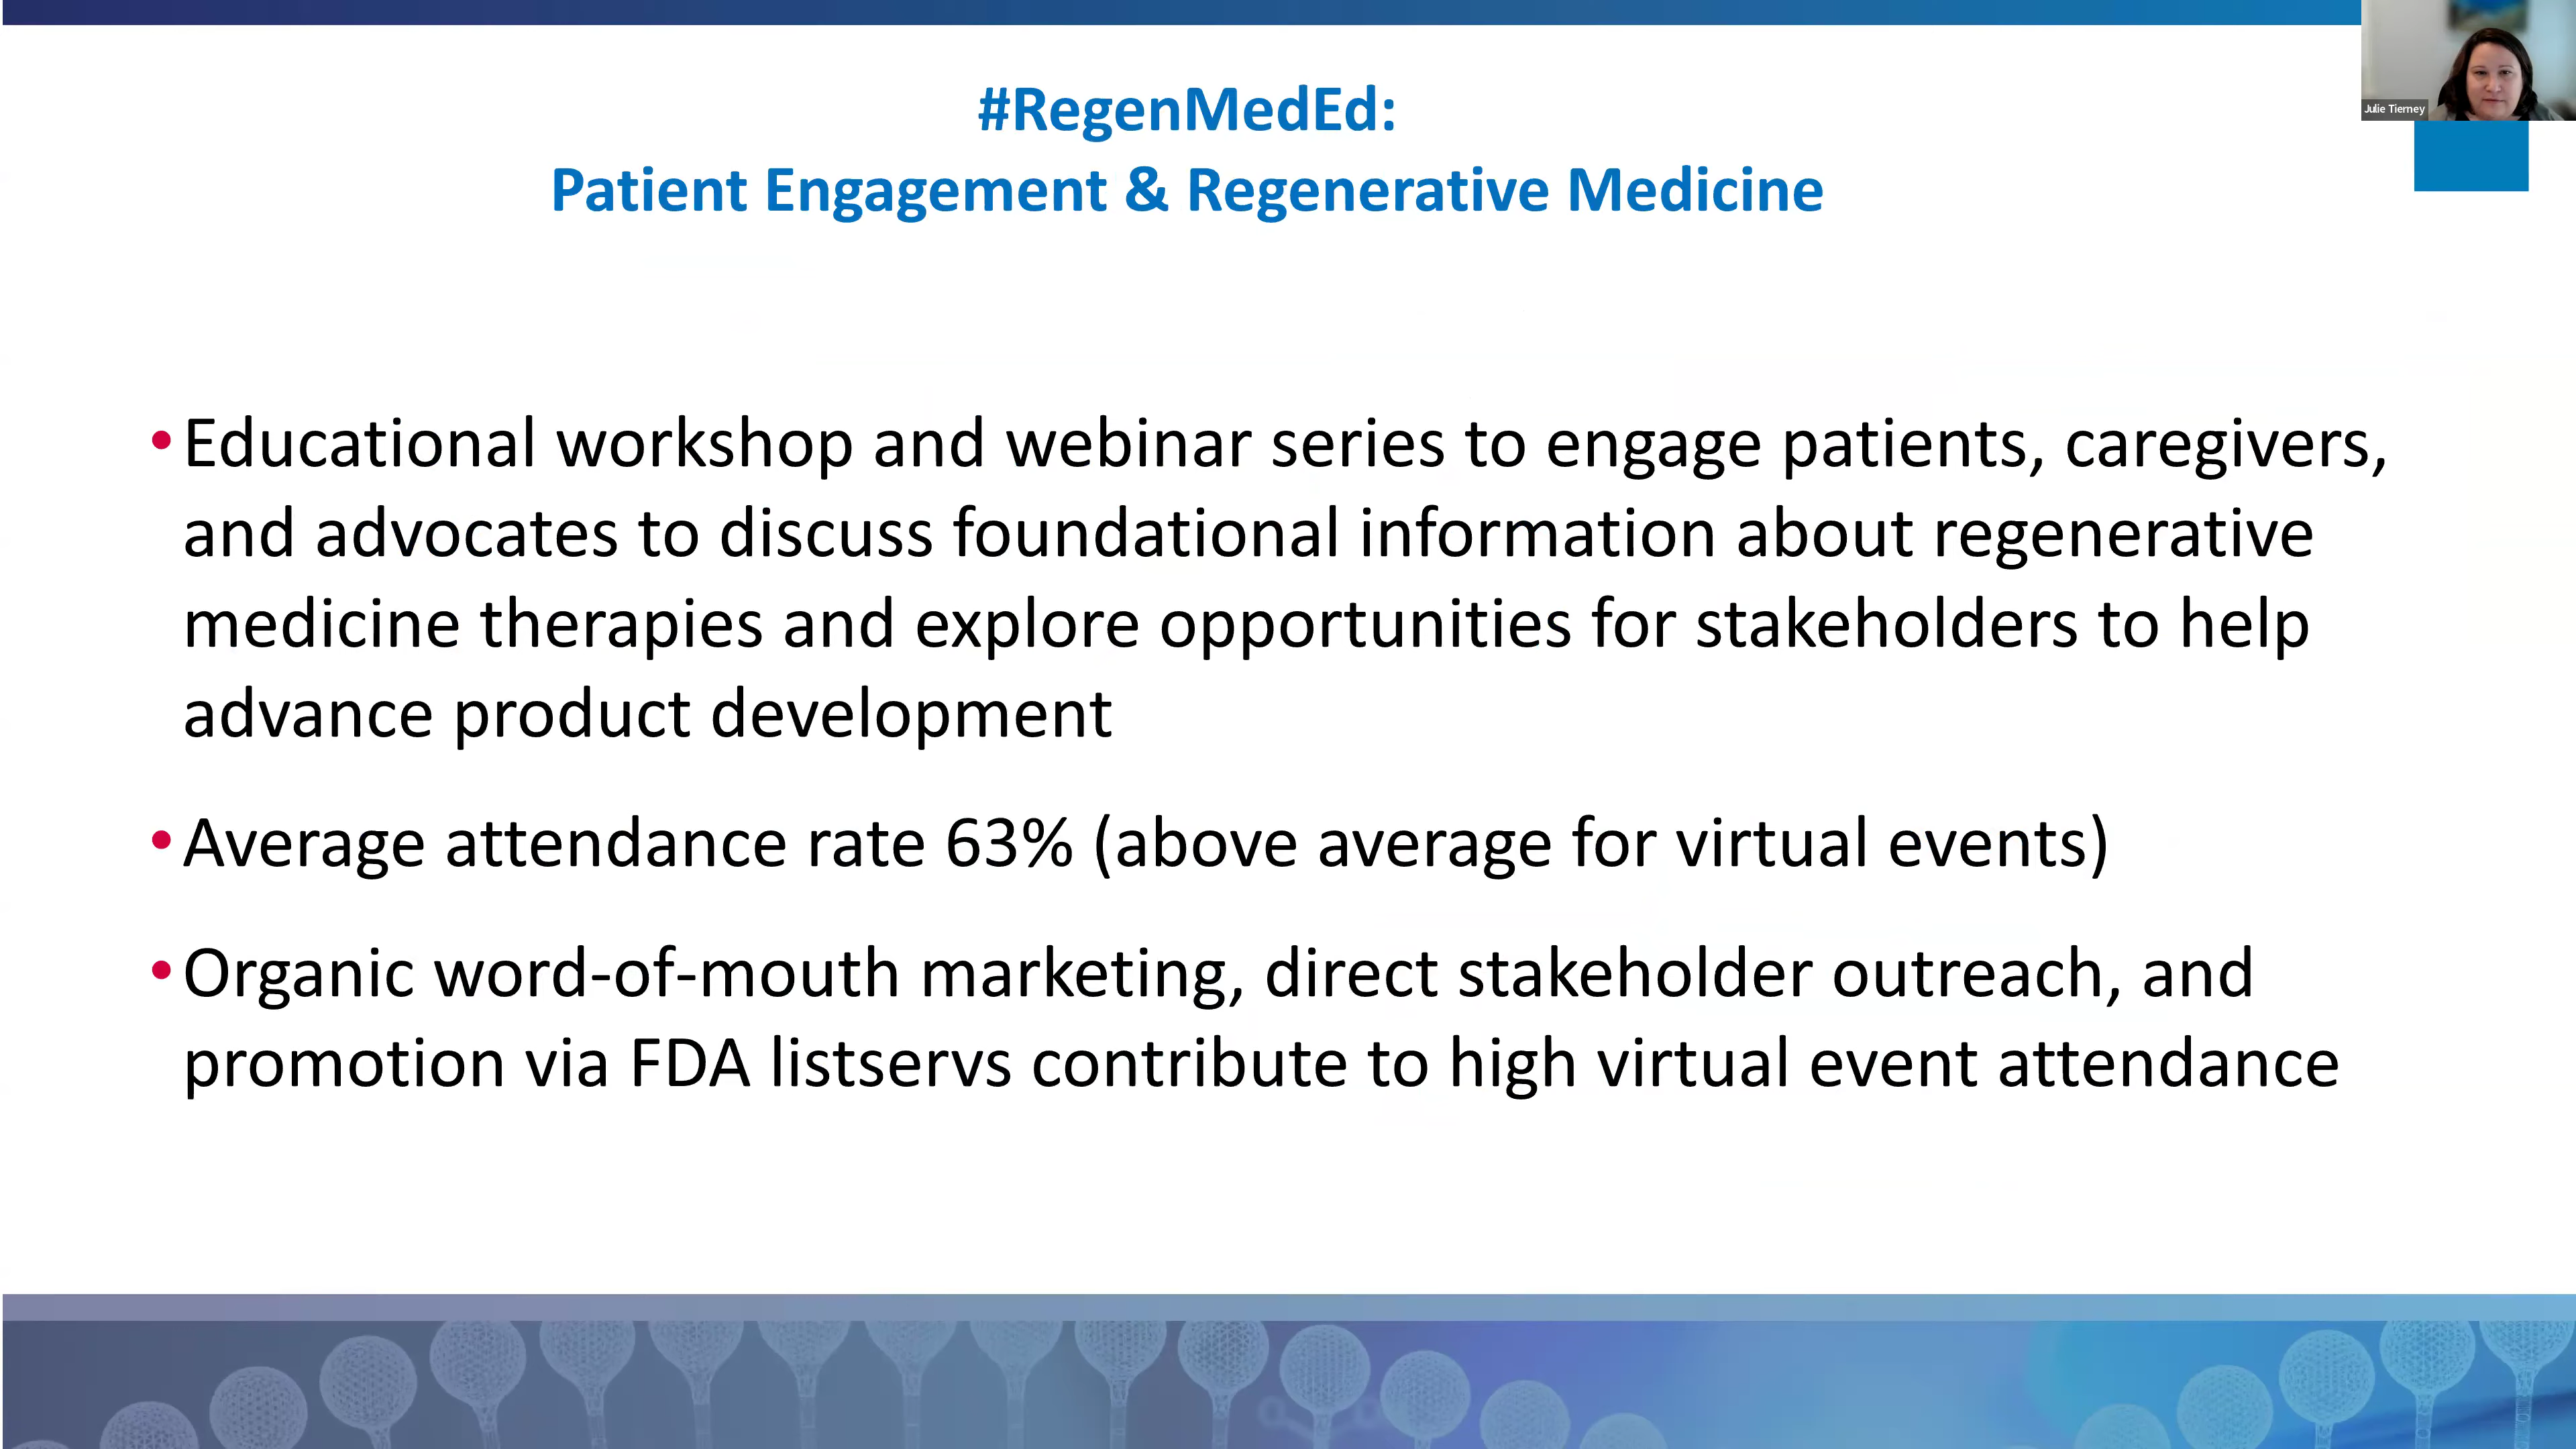 #RegenMedEd:
Patient Engagement & Regenerative Medicine
Julie Tierney
•Educational workshop and webinar series to engage patients, caregivers,
and advocates to discuss foundational information about regenerative
medicine therapies and explore opportunities for stakeholders to help
advance product development
•Average attendance rate 63% (above average for virtual events)
•Organic word-of-mouth marketing, direct stakeholder outreach, and
promotion via FDA listservs contribute to high virtual event attendance